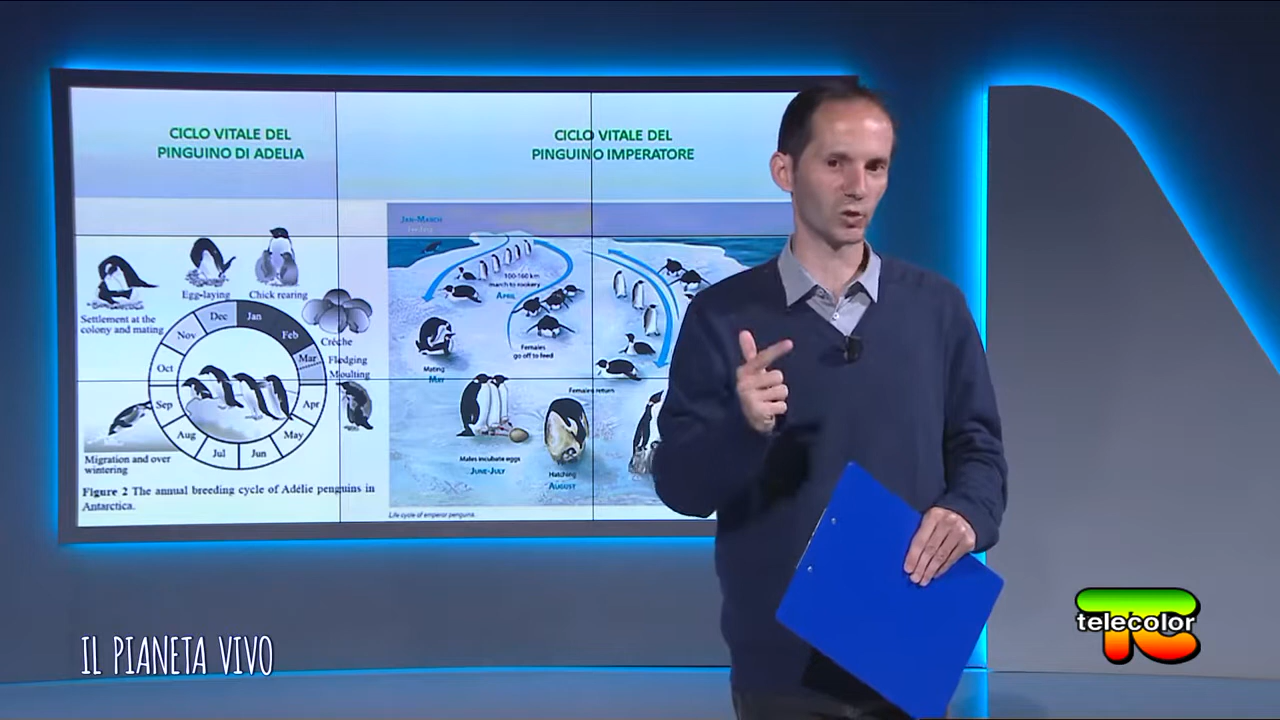 CICLO VITALE DEL
PINGUINO DI ADELIA
CICLO VITALE DEL
PINGUINO IMPERATORE
Egg-laying
Chick rearing
Settlement at the
colony and mating
Crèche
Fledging
Moulting
Migration and over
wintering
Dec
Jan
Feb
Mar
Apr
May
Jun
Jul
Aug
Sep
Oct
Nov
Figure 2 The annual breeding cycle of Adélie penguins in
Antarctica.
JAN-MARCH
Feeding
100-160 km
march to rookery
APRIL
Females
go off to feed
Mating
MAY
Females return
Males incubate eggs
JUNE-JULY
Hatching
AUGUST
Life cycle of emperor penguins.
IL PIANETA VIVO
telecolor
TC